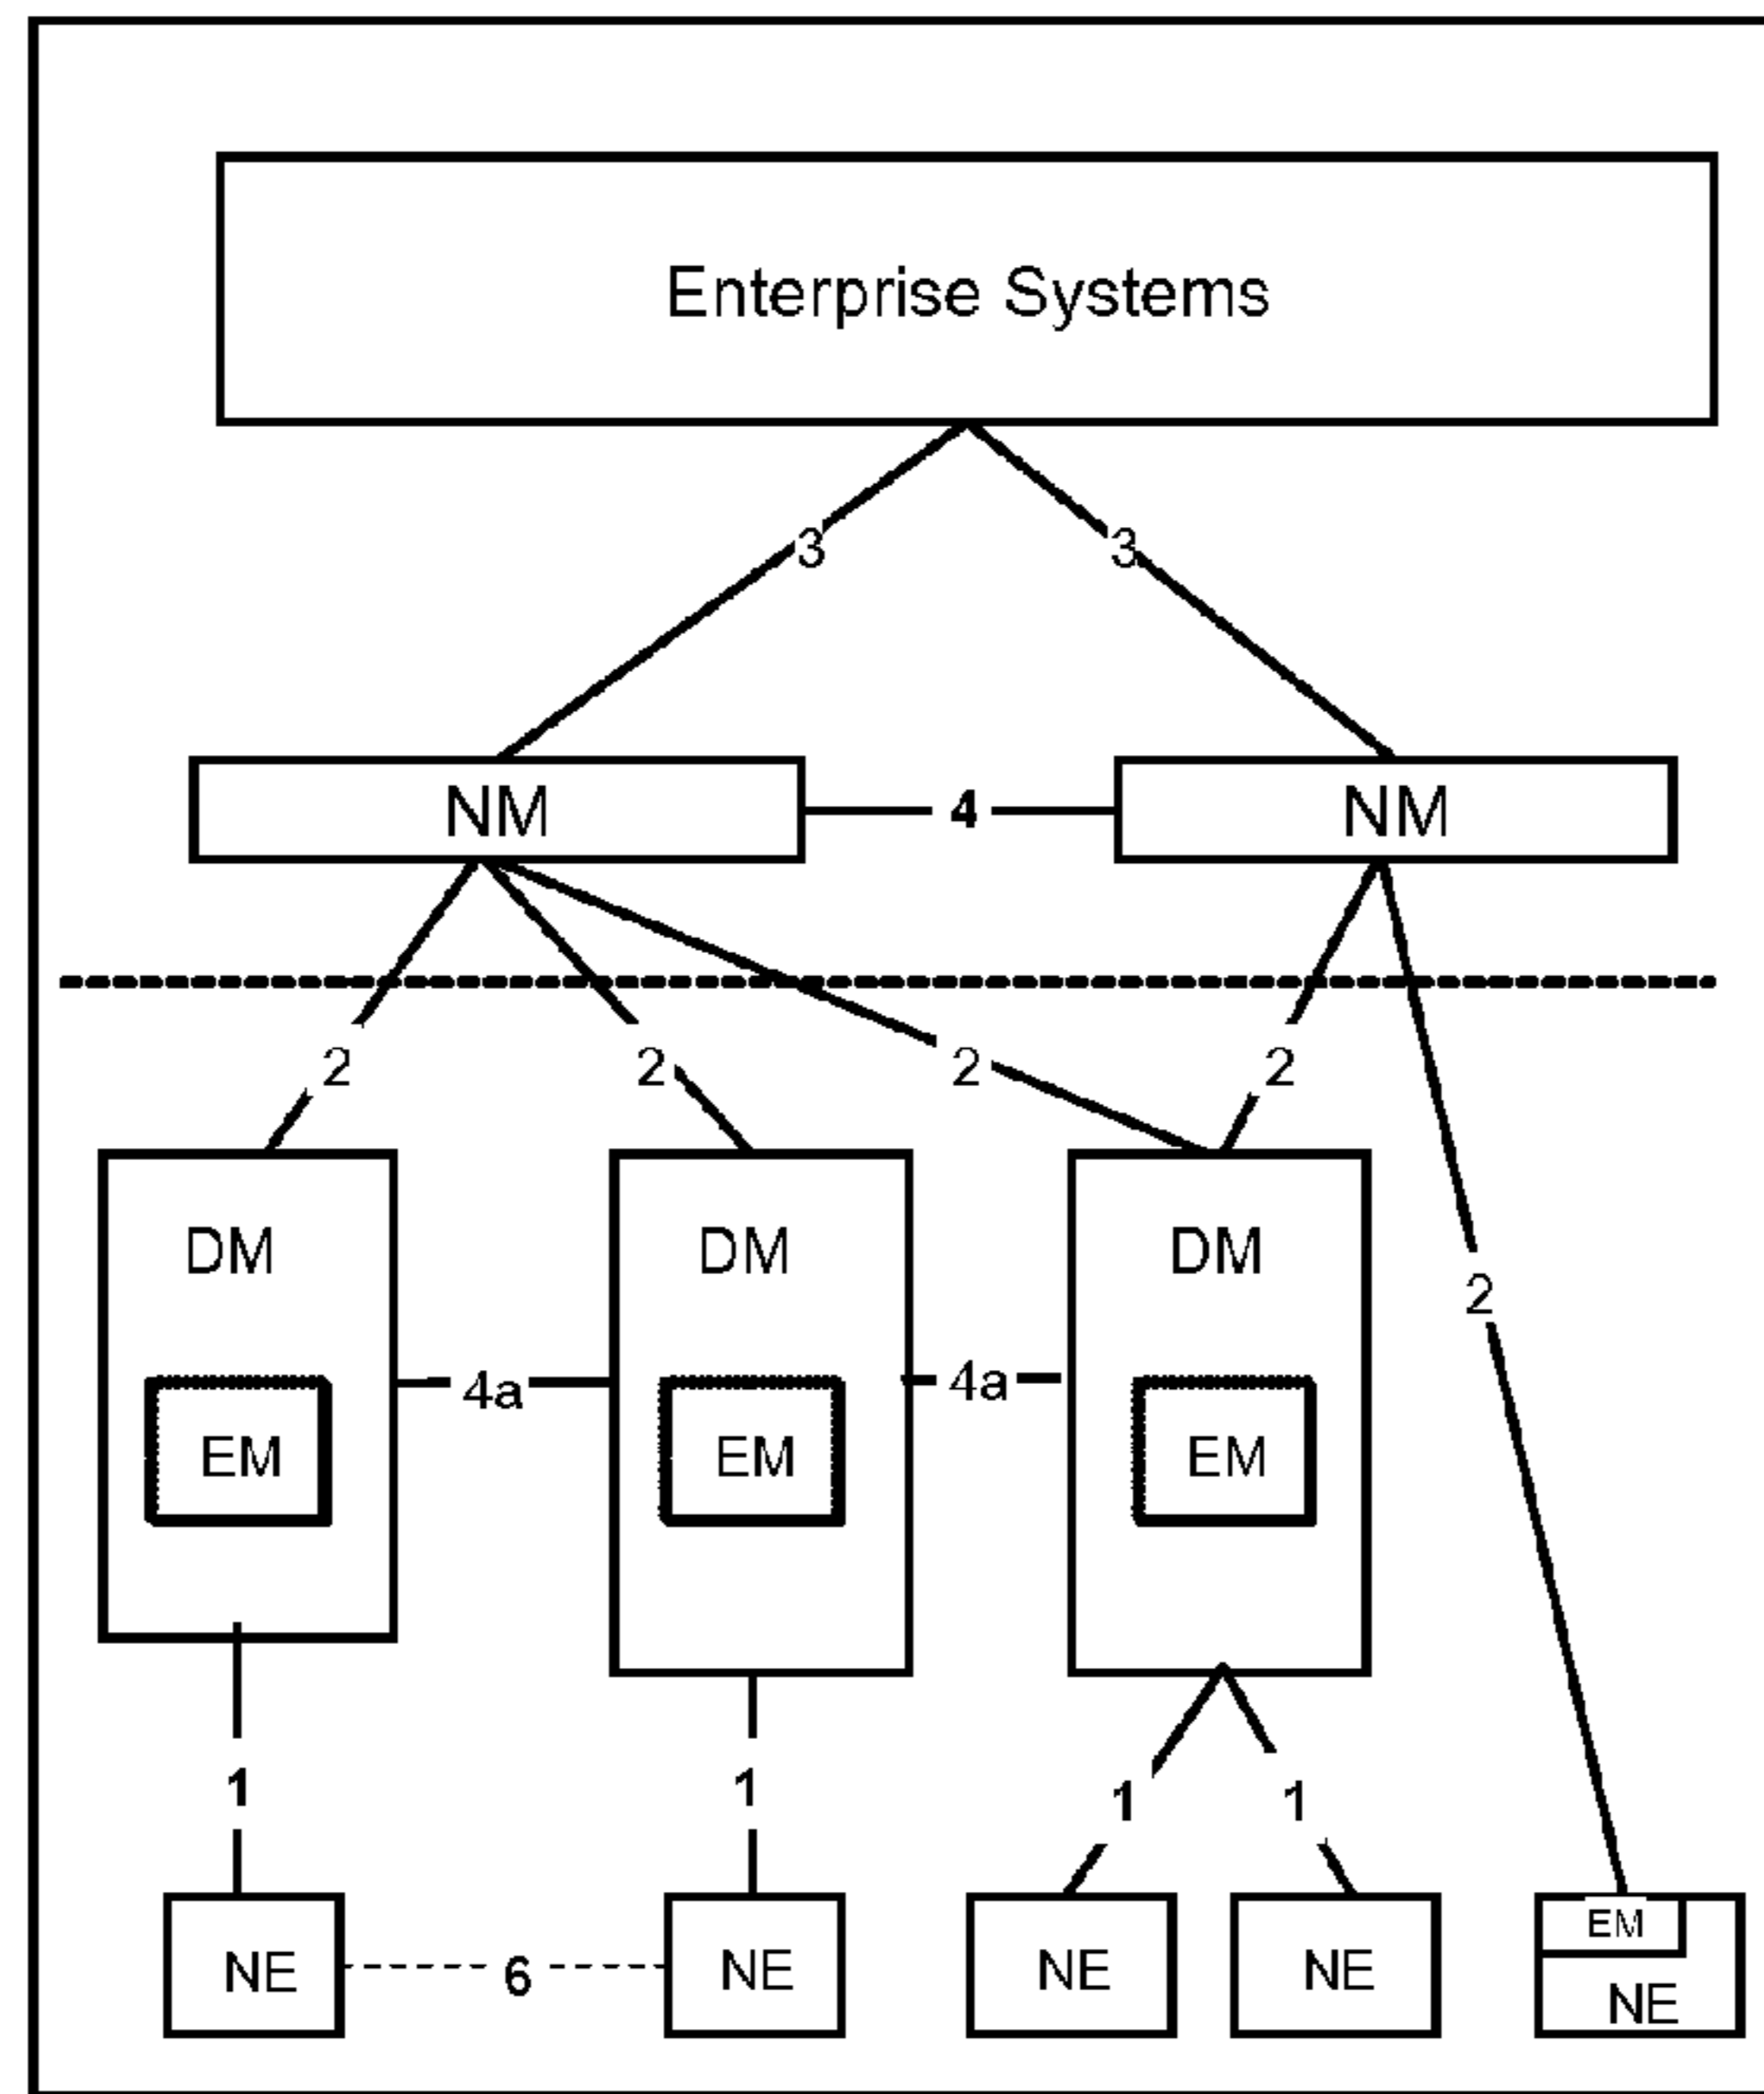 Enterprise Systems
3 3
NM 4 NM
2 2 2 2
DM DM DM
2
4a 4a
EM EM EM
1 1 1 1
EM
NE 6 NE NE NE NE